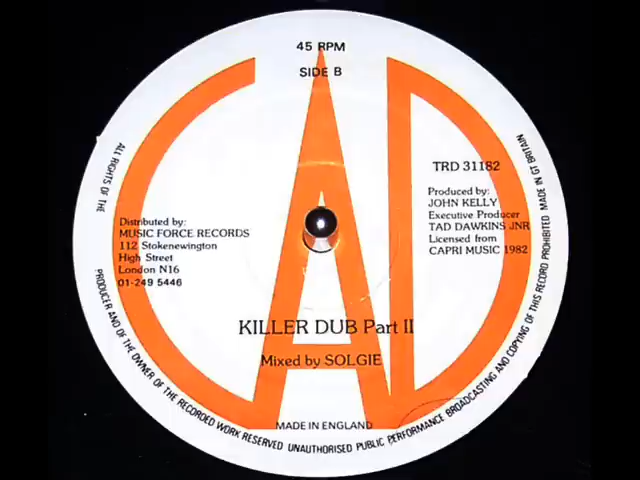 45 RPM
SIDE B
CAD
TRD 31182
Produced by:
JOHN KELLY
Executive Producer
TAD DAWKINS JNR
Licensed from
CAPRI MUSIC 1982
Distributed by:
MUSIC FORCE RECORDS
112 Stokenewington
High Street
London N16
01-249 5446
KILLER DUB Part II
Mixed by SOLGIE
MADE IN ENGLAND
ALL RIGHTS OF THE PRODUCER AND OF THE OWNER OF THE RECORDED WORK RESERVED UNAUTHORISED PUBLIC PERFORMANCE BROADCASTING AND COPYING OF THIS RECORD PROHIBITED MADE IN GT BRITAIN